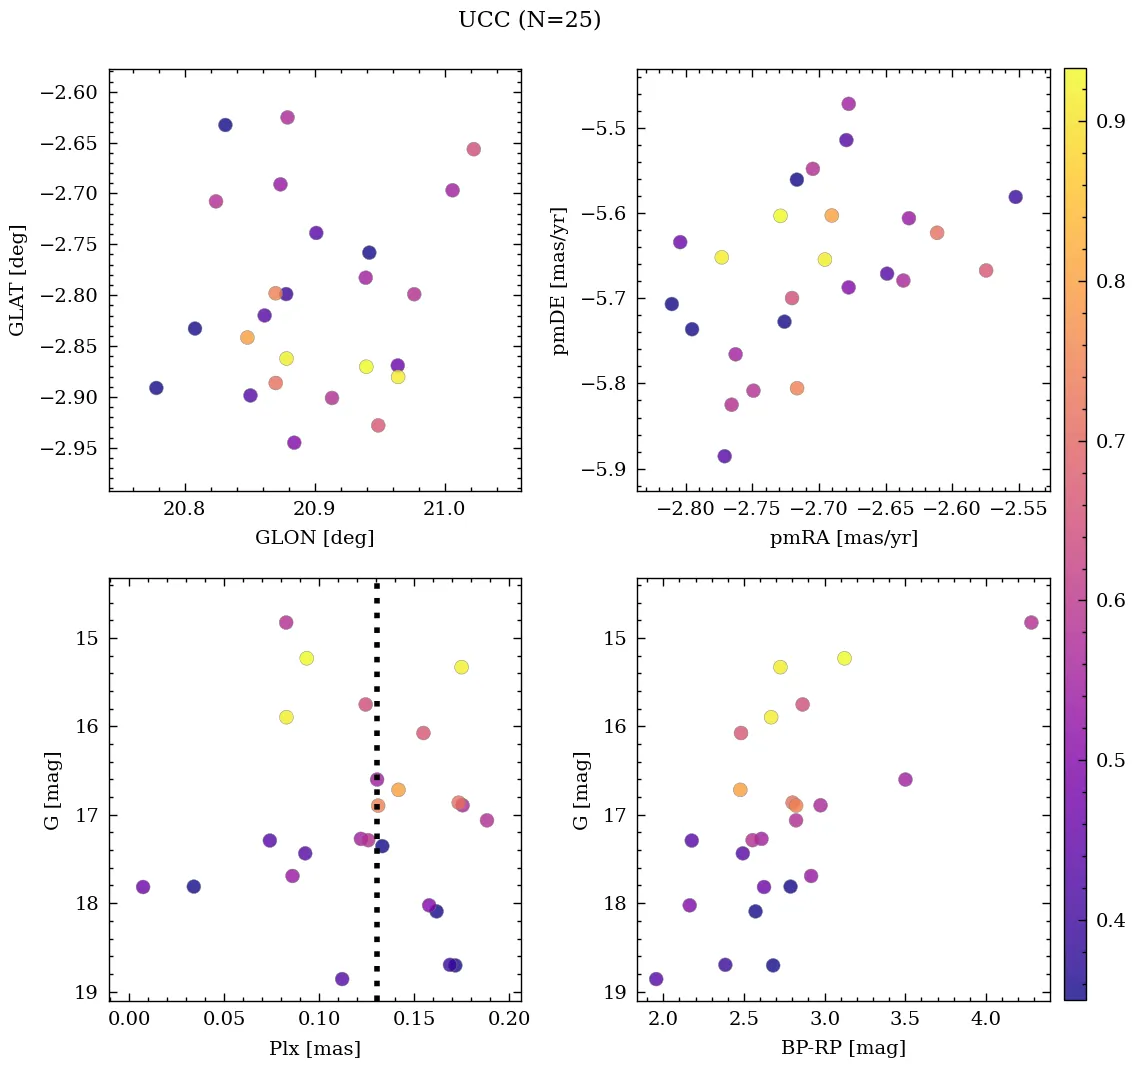 UCC (N=25)
−2.60
−2.65
−2.70
−2.75
−2.80
−2.85
−2.90
−2.95
GLAT [deg]
20.8 20.9 21.0
GLON [deg]
−5.5
−5.6
−5.7
−5.8
−5.9
pmDE [mas/yr]
−2.80 −2.75 −2.70 −2.65 −2.60 −2.55
pmRA [mas/yr]
15
16
17
18
19
G [mag]
0.00 0.05 0.10 0.15 0.20
Plx [mas]
G [mag]
2.0 2.5 3.0 3.5 4.0
BP-RP [mag]
0.9
0.8
0.7
0.6
0.5
0.4